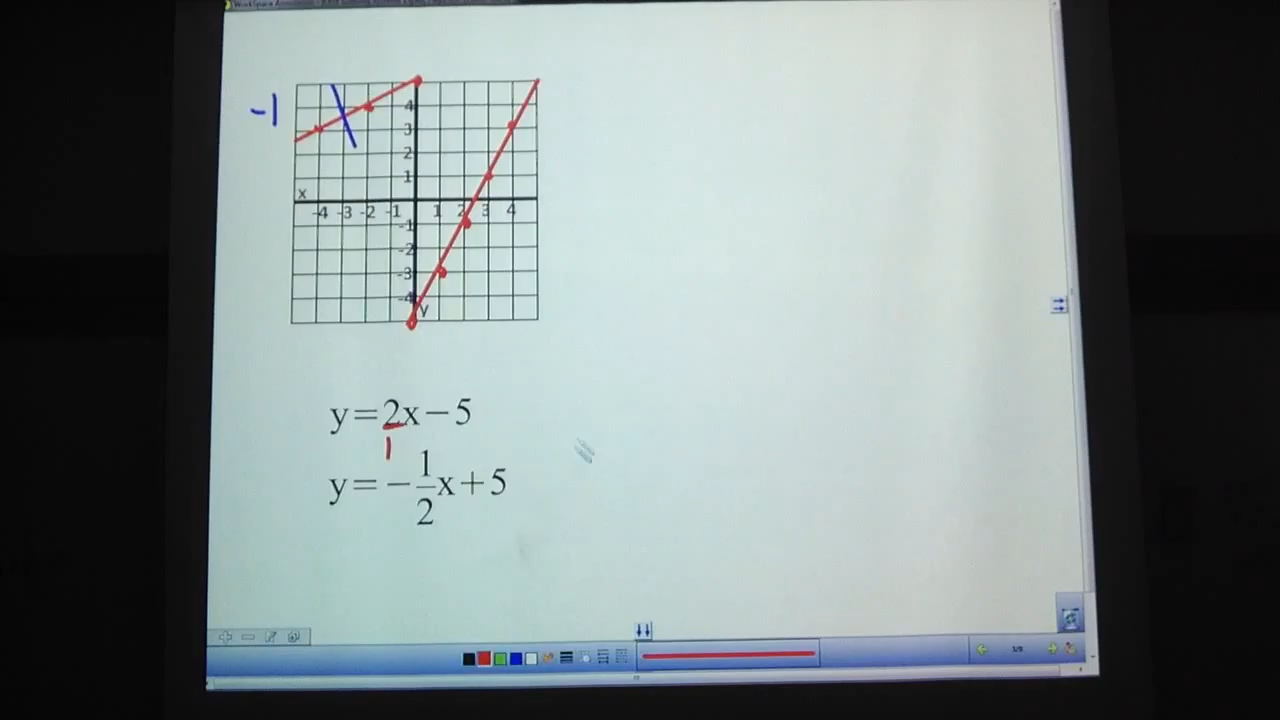 WorkSpace
-1
4
3
2
1
x
-4 -3 -2 -1 1 2 3 4
-1
-2
-3
-4
y
y=2x-5
1
y=-1/2x+5